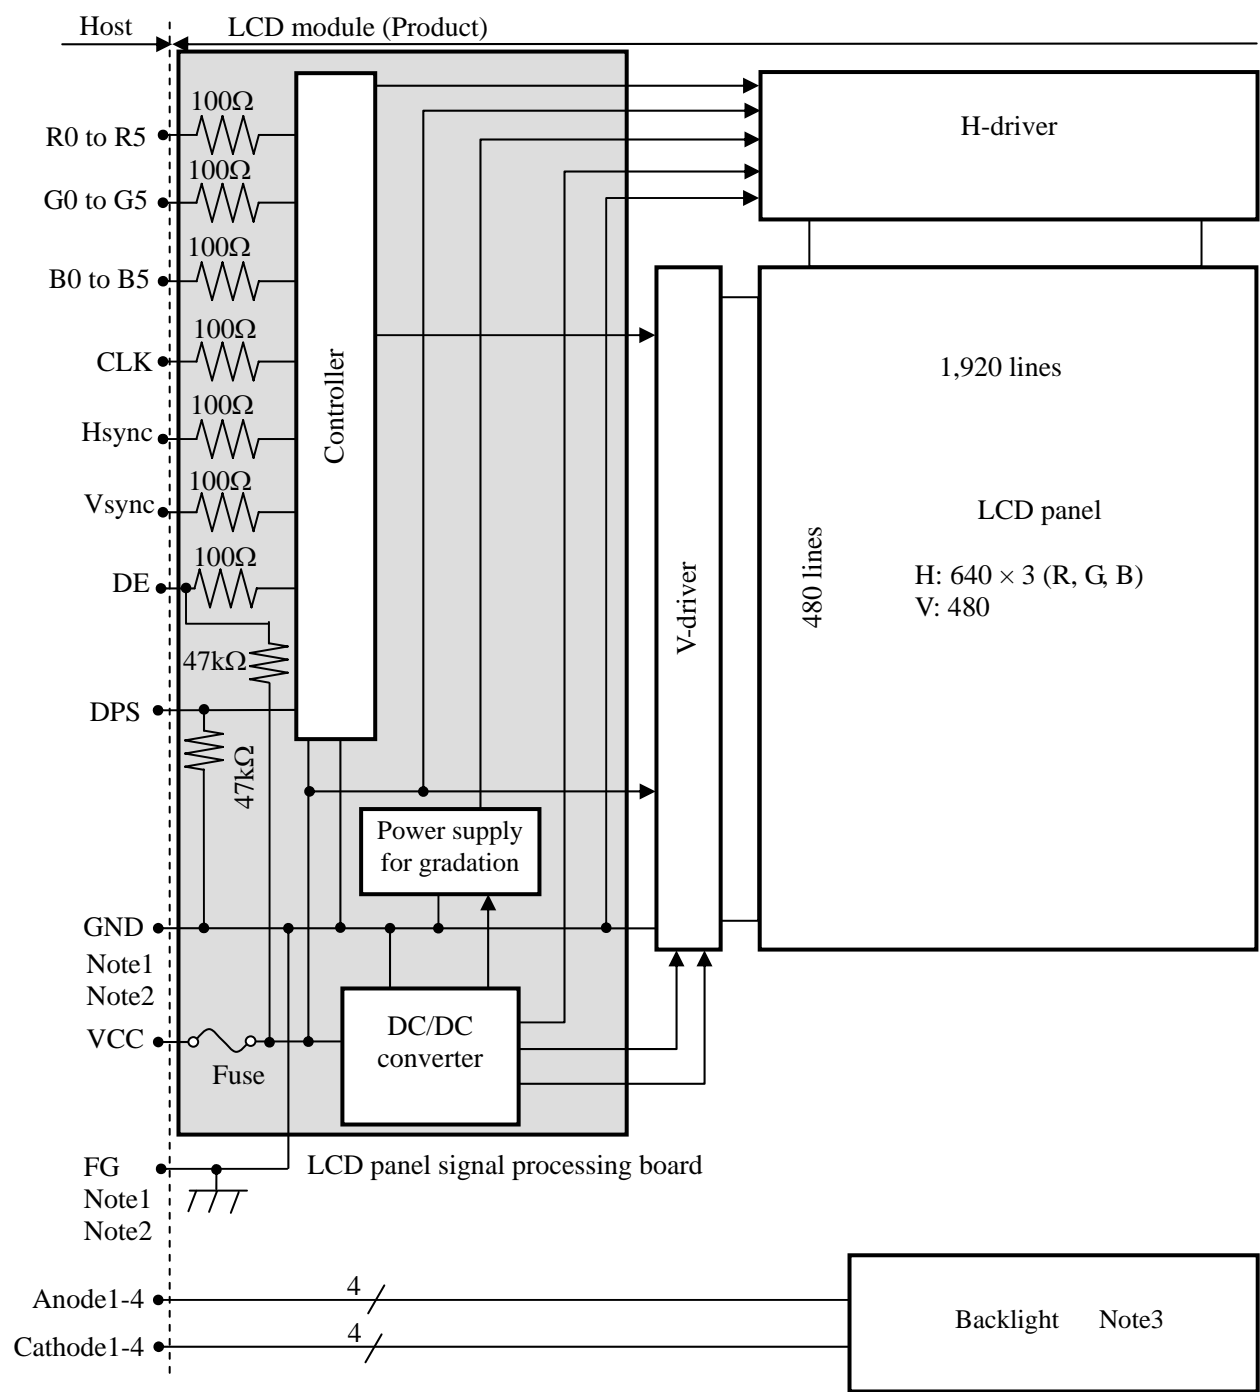 Host
LCD module (Product)
100Ω
R0 to R5
100Ω
G0 to G5
100Ω
B0 to B5
100Ω
CLK
100Ω
Hsync
100Ω
Vsync
100Ω
DE
47kΩ
DPS
47kΩ
Controller
H-driver
V-driver
1,920 lines
480 lines
LCD panel
H: 640 × 3 (R, G, B)
V: 480
Power supply
for gradation
GND
Note1
Note2
VCC
Fuse
DC/DC
converter
FG
Note1
Note2
LCD panel signal processing board
Anode1-4
4
Cathode1-4
4
Backlight Note3